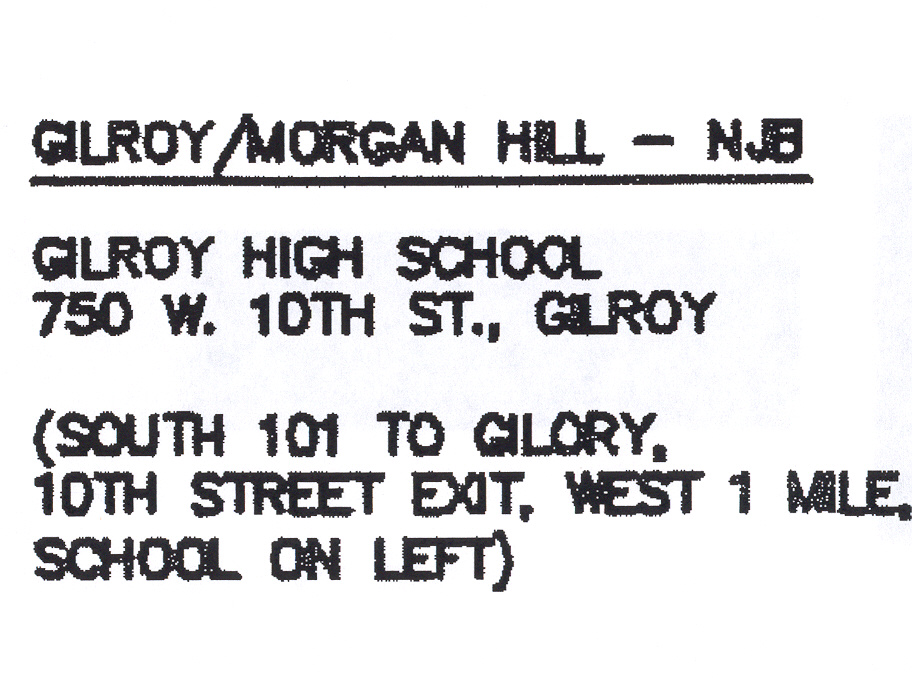 GILROY/MORGAN HILL - NJB
GILROY HIGH SCHOOL
750 W. 10TH ST., GILROY
(SOUTH 101 TO GILORY,
10TH STREET EXIT, WEST 1 MILE,
SCHOOL ON LEFT)